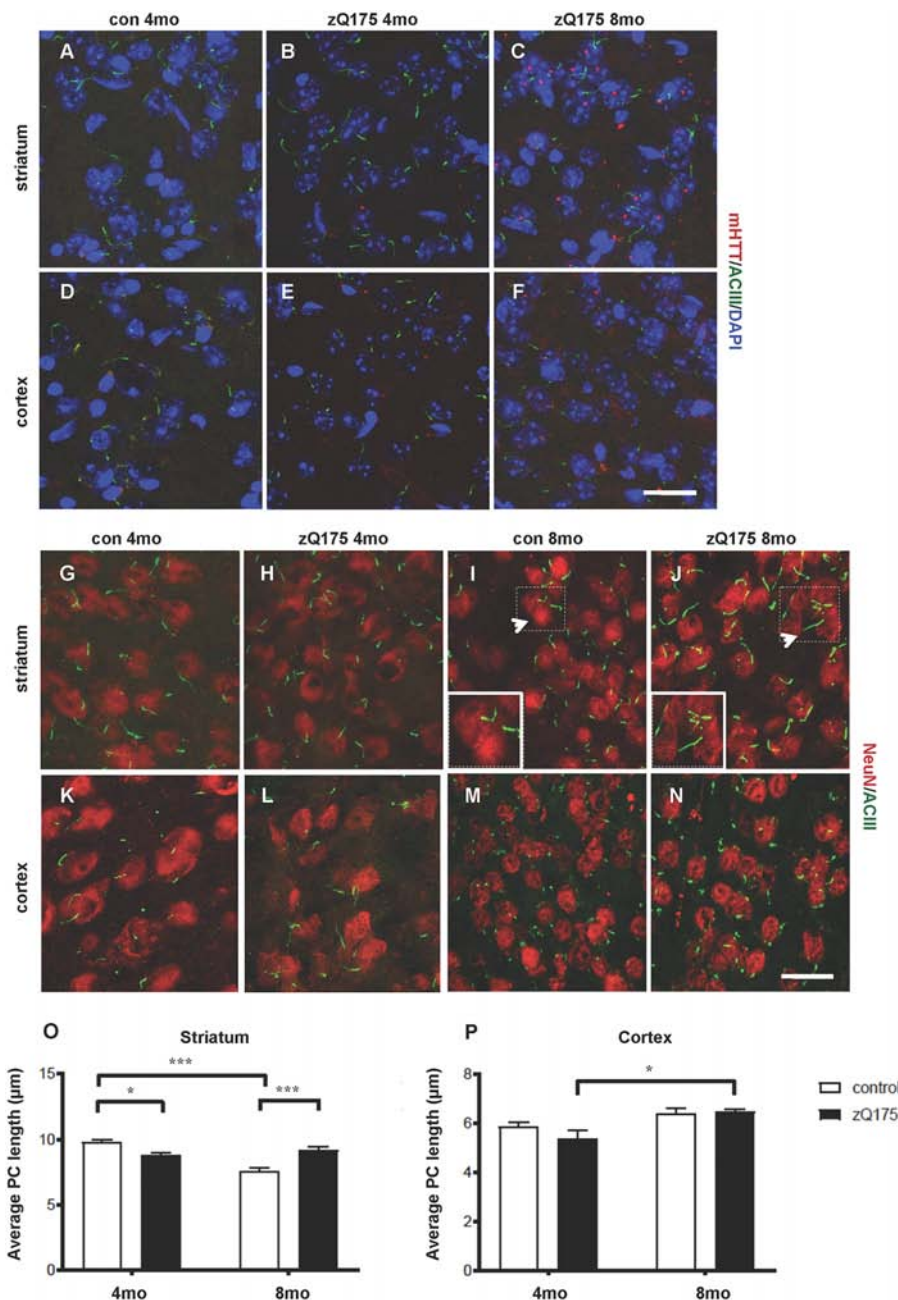 con 4mo zQ175 4mo zQ175 8mo
A B C
striatum
D E F
cortex
mHTT/ACIII/DAPI
con 4mo zQ175 4mo con 8mo zQ175 8mo
G H I J
striatum
K L M N
cortex
NeuN/ACIII
O Striatum
***
* ***
Average PC length (μm)
15
10
5
0
4mo 8mo
P Cortex
*
Average PC length (μm)
8
6
4
2
0
4mo 8mo
control
zQ175